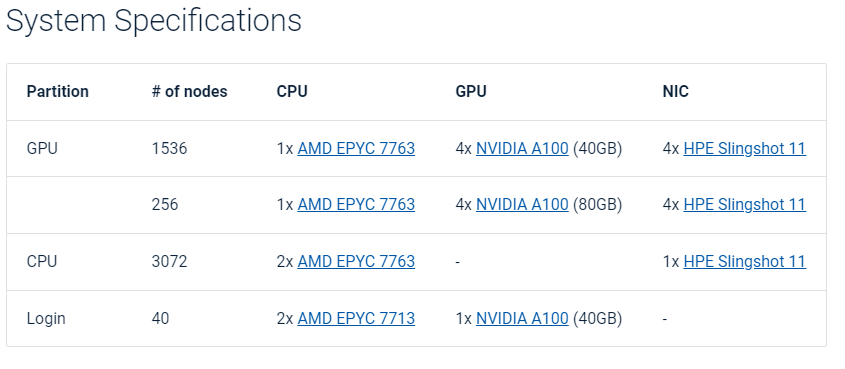 System Specifications
Partition # of nodes CPU GPU NIC
GPU 1536 1x AMD EPYC 7763 4x NVIDIA A100 (40GB) 4x HPE Slingshot 11
256 1x AMD EPYC 7763 4x NVIDIA A100 (80GB) 4x HPE Slingshot 11
CPU 3072 2x AMD EPYC 7763 - 1x HPE Slingshot 11
Login 40 2x AMD EPYC 7713 1x NVIDIA A100 (40GB) -